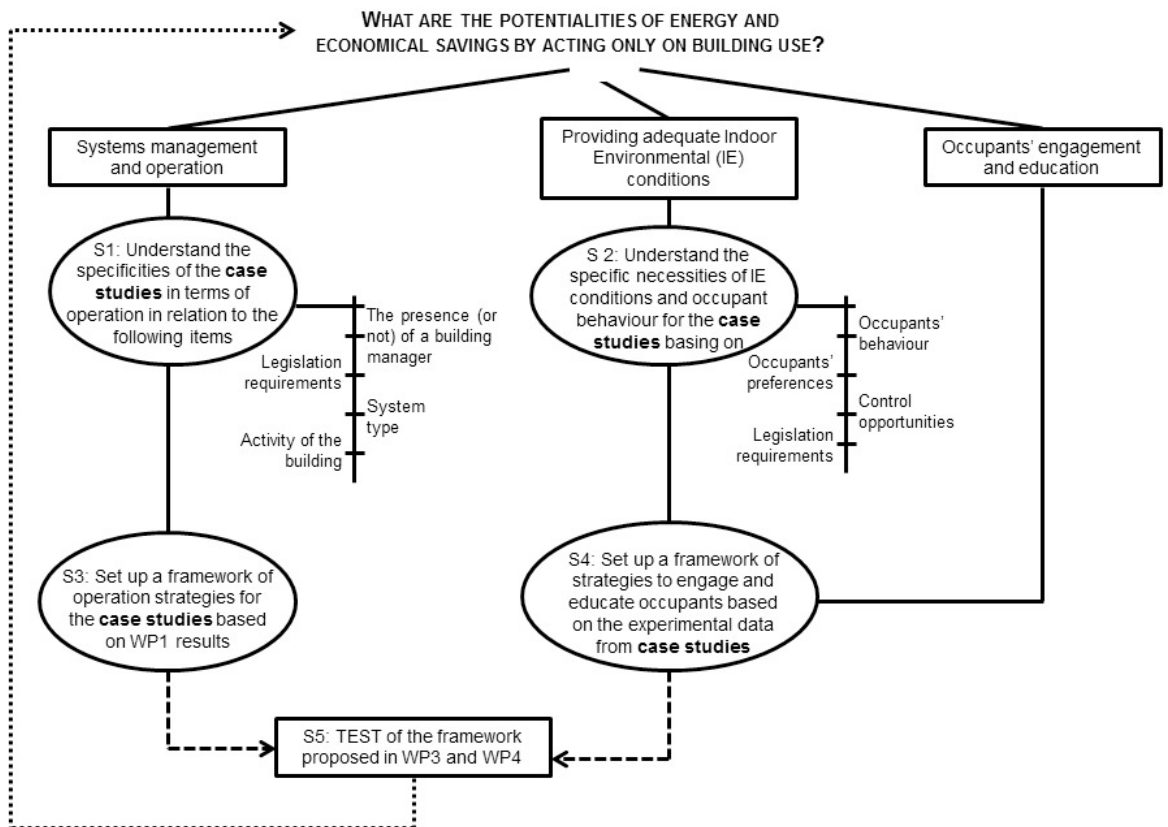 WHAT ARE THE POTENTIALITIES OF ENERGY AND
ECONOMICAL SAVINGS BY ACTING ONLY ON BUILDING USE?
Systems management
and operation
Providing adequate Indoor
Environmental (IE)
conditions
Occupants' engagement
and education
S1: Understand the
specificities of the case
studies in terms of
operation in relation to the
following items
The presence (or
not) of a building
manager
Legislation
requirements
System
type
Activity of the
building
S 2: Understand the
specific necessities of IE
conditions and occupant
behaviour for the case
studies basing on
Occupants'
behaviour
Occupants'
preferences
Control
opportunities
Legislation
requirements
S3: Set up a framework of
operation strategies for
the case studies based
on WP1 results
S4: Set up a framework of
strategies to engage and
educate occupants based
on the experimental data
from case studies
S5: TEST of the framework
proposed in WP3 and WP4